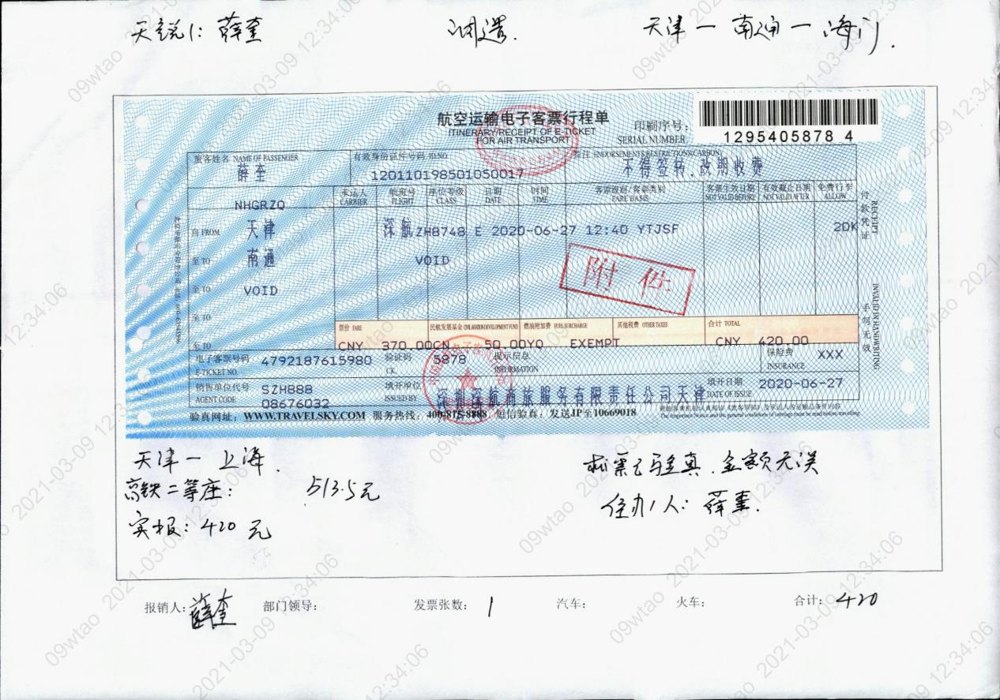 天锐1: 薛奎 调遣. 天津一南通一海门.
航空运输电子客票行程单
ITINERARY/RECEIPT OF E-TICKET
FOR AIR TRANSPORT
印刷序号:
SERIAL NUMBER
1295405878 4
旅客姓名 NAME OF PASSENGER
薛奎
有效身份证件号码 ID.NO
120110198501050017
签注 ENDORSEMENTS/RESTRICTIONS(CARBON)
不得签转、改期收费
NHGRZQ
承运人 CARRIER
航班号 FLIGHT
座位等级 CLASS
日期 DATE
时间 TIME
客票级别/客票类别 FARE BASIS
客票生效日期 NOT VALID BEFORE
有效截止日期 NOT VALID AFTER
免费行李 ALLOW
自 FROM 天津 深航ZH8748 E 2020-06-27 12:40 YTJSF 20K
至 TO 南通 VOID
至 TO VOID
至 TO
至 TO
附件
票价 FARE
CNY 370.00
民航发展基金 CIVIL AVIATION DEVELOPMENT FUND
CN 50.00
燃油附加费 FUEL SURCHARGE
YQ EXEMPT
其他税费 OTHER TAXES
合计 TOTAL
CNY 420.00
电子客票号码 E-TICKET NO.
4792187615980
验证码 CK.
5878
提示信息 INFORMATION
保险费 INSURANCE
XXX
销售单位代号 AGENT CODE
SZH888
08676032
填开单位 ISSUED BY
深圳深航商旅服务有限责任公司天津
填开日期 DATE OF ISSUE
2020-06-27
验真网址: WWW.TRAVELSKY.COM 服务热线: 400-815-8888 短信验真: 发送JP至10669018
付款凭证 RECEIPT
手写无效 INVALID IN HANDWRITING
天津一上海.
高铁二等座: 513.5元
实报: 420元
机票已验真.金额无误
经办人: 薛奎.
报销人: 薛奎 部门领导: 发票张数: 1 汽车: 火车: 合计: 420
09wtao 2021-03-09 12:34:06